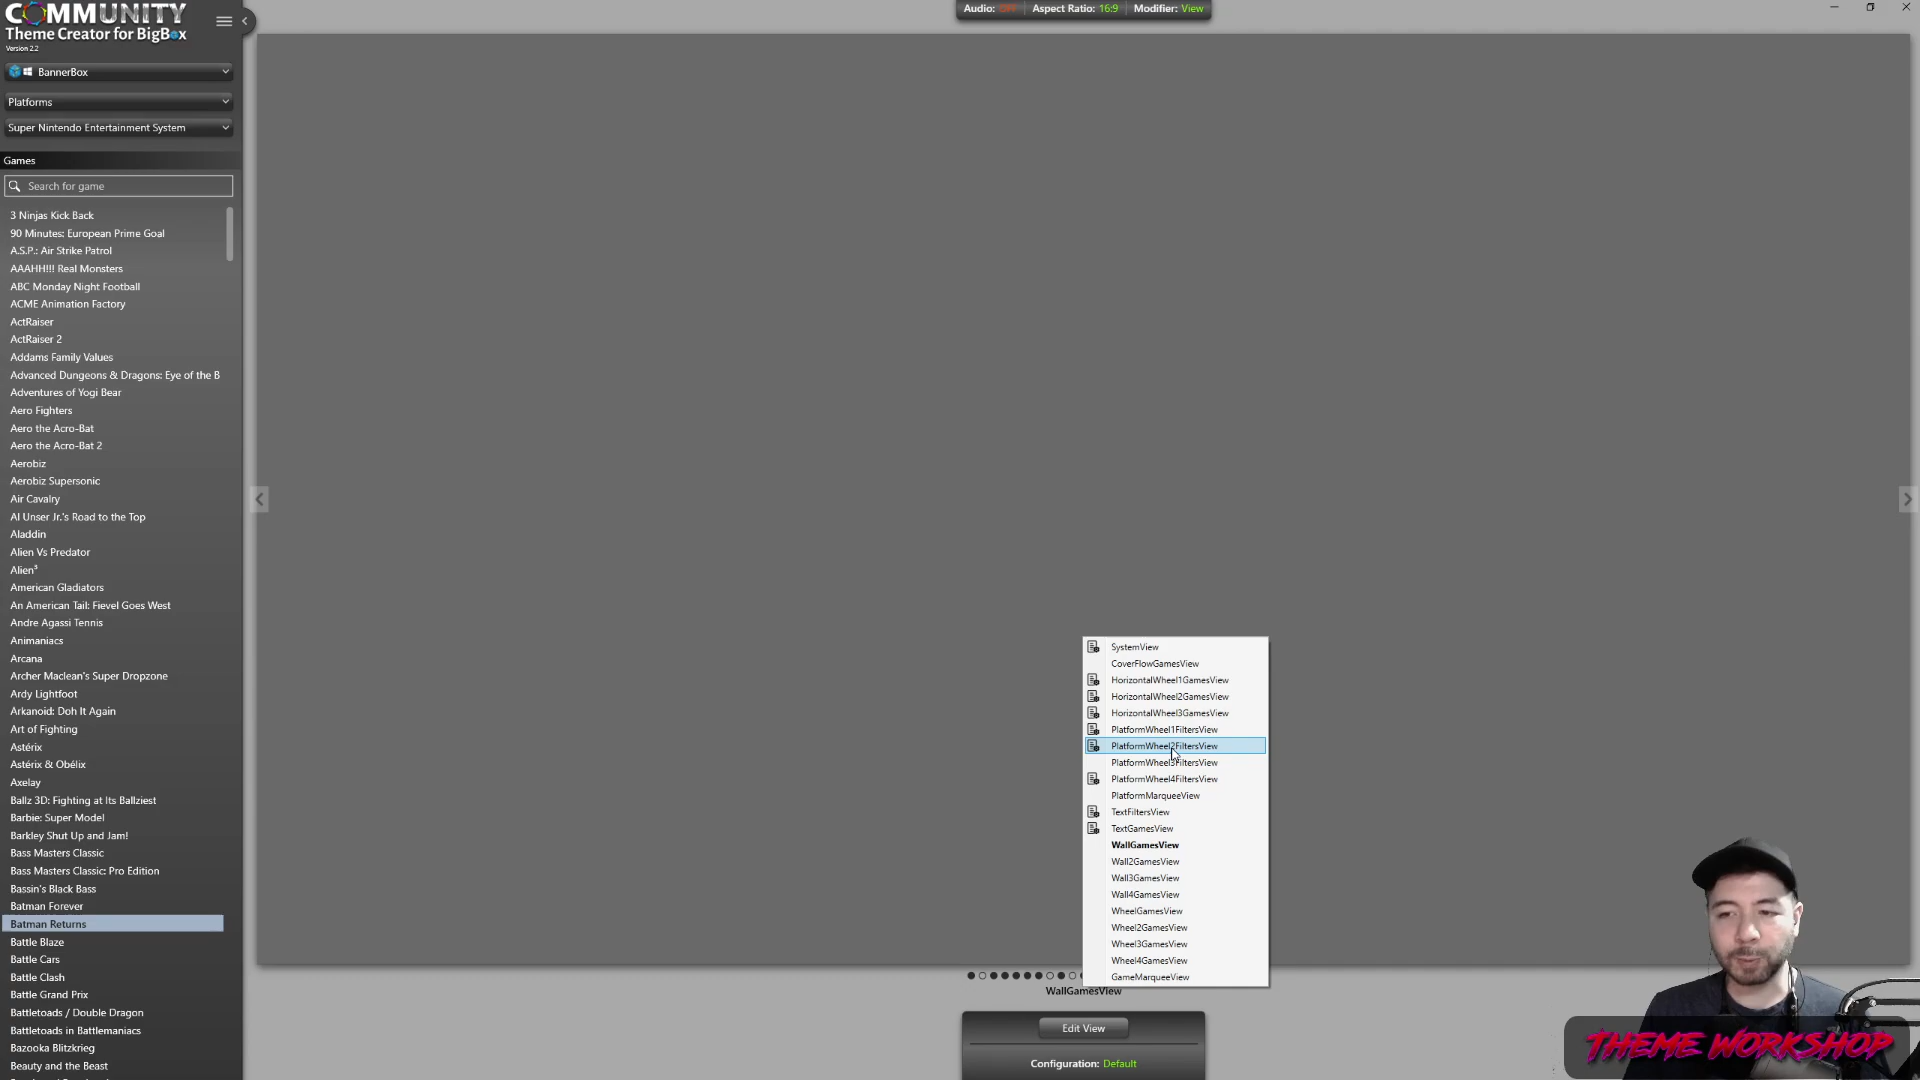 COMMUNITY
Theme Creator for BigBox
Version 2.2
BannerBox
Platforms
Super Nintendo Entertainment System
Games
Search for game
3 Ninjas Kick Back
90 Minutes: European Prime Goal
A.S.P.: Air Strike Patrol
AAAHH!!! Real Monsters
ABC Monday Night Football
ACME Animation Factory
ActRaiser
ActRaiser 2
Addams Family Values
Advanced Dungeons & Dragons: Eye of the B
Adventures of Yogi Bear
Aero Fighters
Aero the Acro-Bat
Aero the Acro-Bat 2
Aerobiz
Aerobiz Supersonic
Air Cavalry
Al Unser Jr.'s Road to the Top
Aladdin
Alien Vs Predator
Alien³
American Gladiators
An American Tail: Fievel Goes West
Andre Agassi Tennis
Animaniacs
Arcana
Archer Maclean's Super Dropzone
Ardy Lightfoot
Arkanoid: Doh It Again
Art of Fighting
Astérix
Astérix & Obélix
Axelay
Ballz 3D: Fighting at Its Ballziest
Barbie: Super Model
Barkley Shut Up and Jam!
Bass Masters Classic
Bass Masters Classic: Pro Edition
Bassin's Black Bass
Batman Forever
Batman Returns
Battle Blaze
Battle Cars
Battle Clash
Battle Grand Prix
Battletoads / Double Dragon
Battletoads in Battlemaniacs
Bazooka Blitzkrieg
Beauty and the Beast
Audio: OFF Aspect Ratio: 16:9 Modifier: View
SystemView
CoverFlowGamesView
HorizontalWheel1GamesView
HorizontalWheel2GamesView
HorizontalWheel3GamesView
PlatformWheel1FiltersView
PlatformWheel2FiltersView
PlatformWheel3FiltersView
PlatformWheel4FiltersView
PlatformMarqueeView
TextFiltersView
TextGamesView
WallGamesView
Wall2GamesView
Wall3GamesView
Wall4GamesView
WheelGamesView
Wheel2GamesView
Wheel3GamesView
Wheel4GamesView
GameMarqueeView
WallGamesView
Edit View
Configuration: Default
THEME WORKSHOP